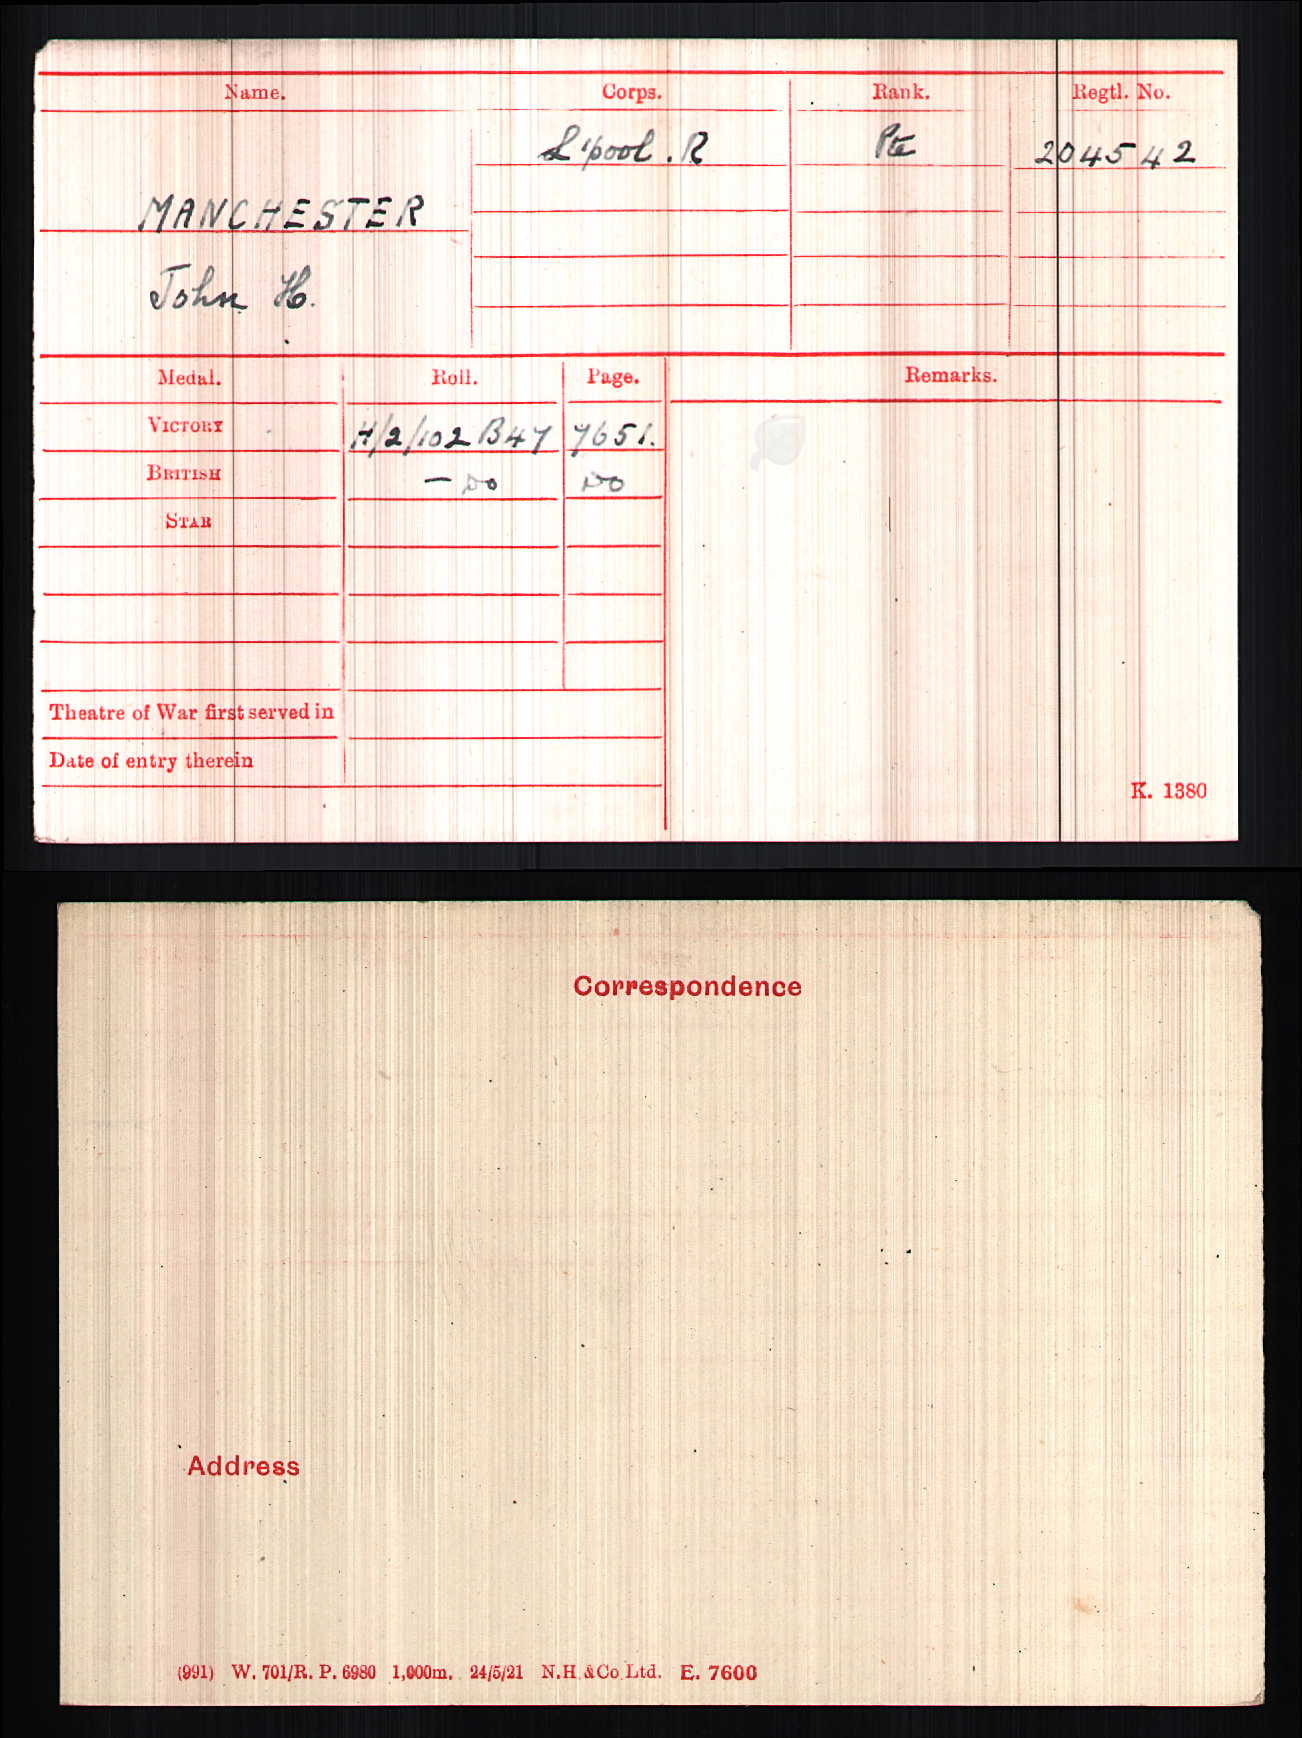 Name. Corps. Rank. Regtl. No.
L'pool. R Pte 204542
MANCHESTER
John H.
Medal. Roll. Page. Remarks.
VICTORY H/2/102 B47 7651.
BRITISH — DO DO
STAR
Theatre of War first served in
Date of entry therein
K. 1380
Correspondence
Address
(991) W. 701/R. P. 6980 1,000m. 24/5/21 N.H. & Co. Ltd. E. 7600